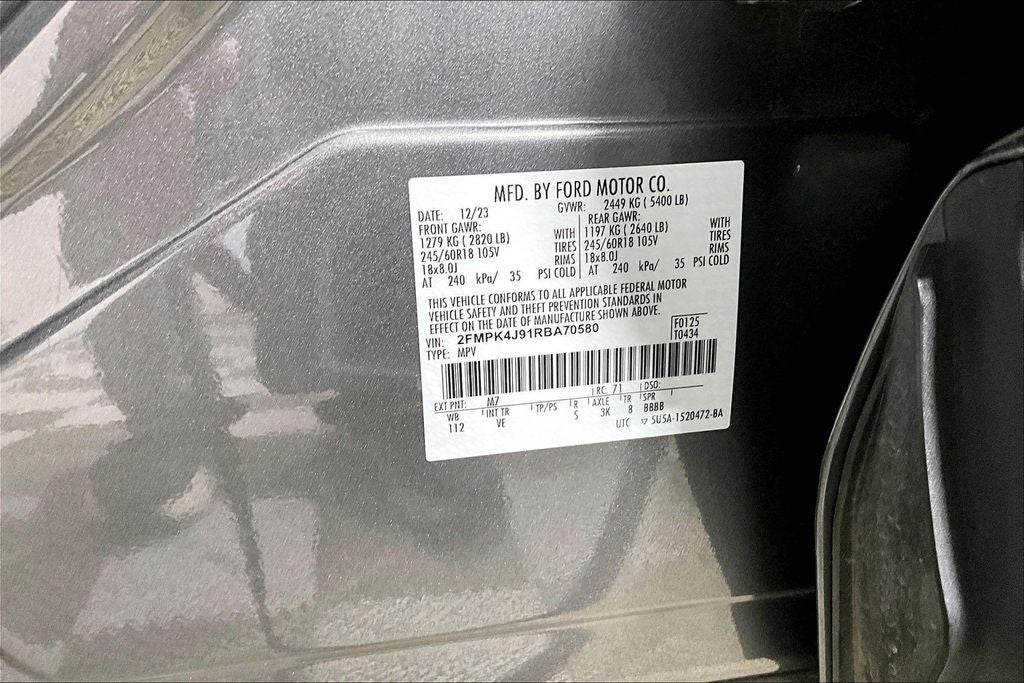 MFD. BY FORD MOTOR CO.
DATE: 12/23 GVWR: 2449 KG ( 5400 LB)
FRONT GAWR: REAR GAWR:
1279 KG ( 2820 LB) WITH 1197 KG ( 2640 LB) WITH
245/60R18 105V TIRES 245/60R18 105V TIRES
18x8.0J RIMS 18x8.0J RIMS
AT 240 kPa/ 35 PSI COLD AT 240 kPa/ 35 PSI COLD
THIS VEHICLE CONFORMS TO ALL APPLICABLE FEDERAL MOTOR
VEHICLE SAFETY AND THEFT PREVENTION STANDARDS IN
EFFECT ON THE DATE OF MANUFACTURE SHOWN ABOVE.
VIN: 2FMPK4J91RBA70580 F0125
TYPE: MPV T0434
EXT PNT: M7 RC: 71 DSO:
WB INT TR TP/PS R AXLE TR SPR
112 VE S 3K 8 BBBB
UTC ▽ 5U5A-1520472-BA